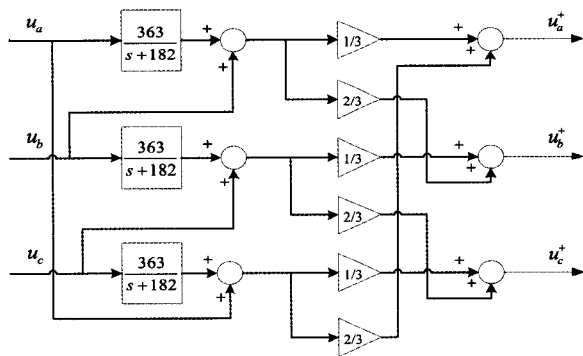 u_a 363 + 1/3 + u_a^+
s+182 + +
2/3
u_b 363 + 1/3 + u_b^+
s+182 + +
2/3
u_c 363 + 1/3 + u_c^+
s+182 + +
2/3